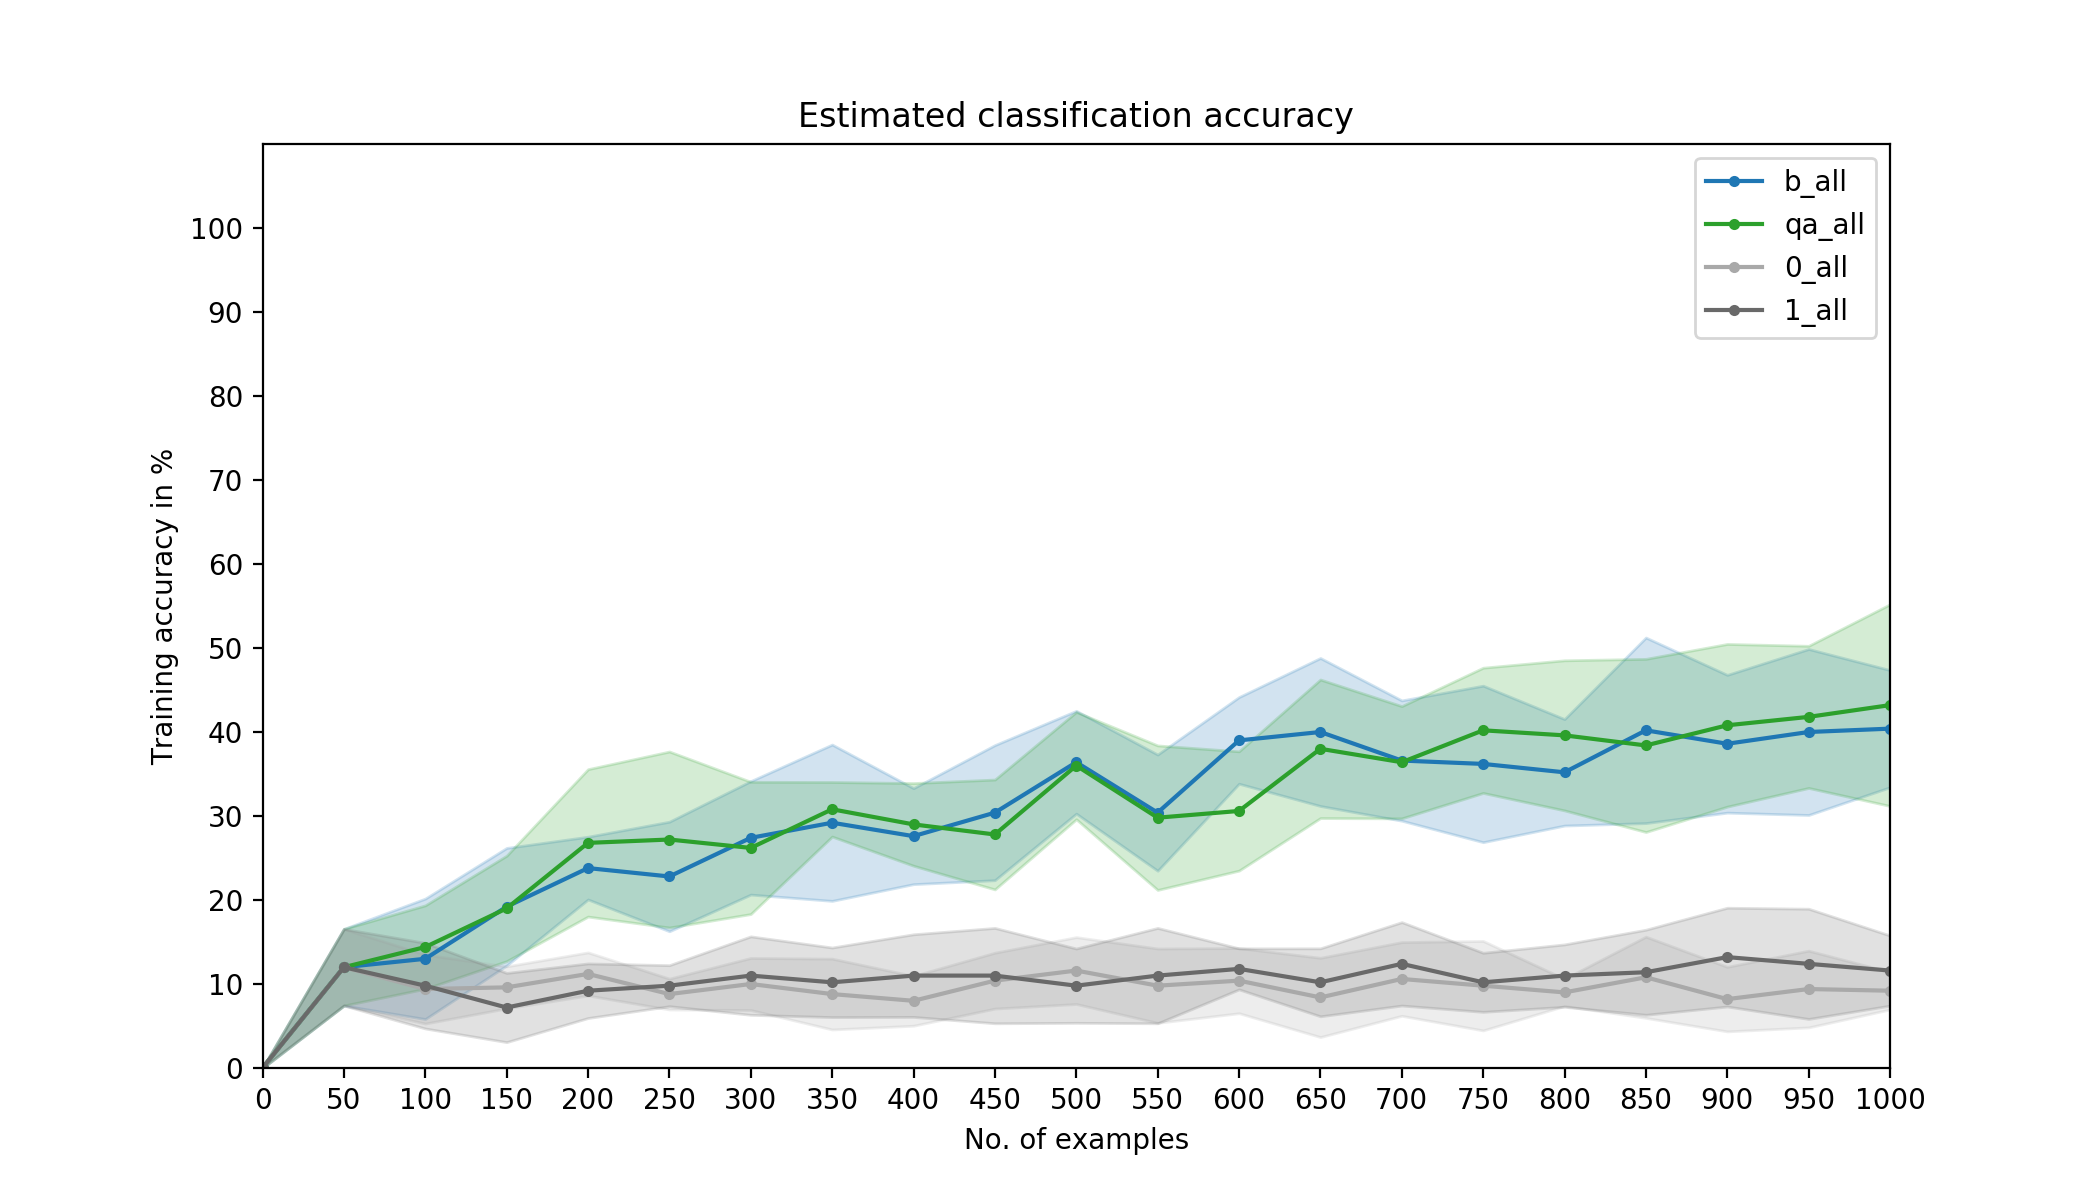 Estimated classification accuracy
b_all
qa_all
0_all
1_all
Training accuracy in %
100
90
80
70
60
50
40
30
20
10
0
0 50 100 150 200 250 300 350 400 450 500 550 600 650 700 750 800 850 900 950 1000
No. of examples